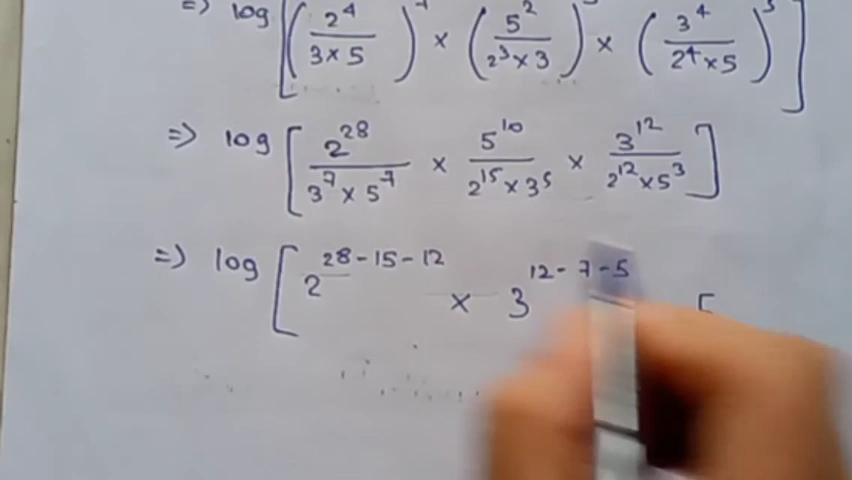 => log [ ( 2^4 / 3 × 5 ) × ( 5^2 / 2^3 × 3 ) × ( 3^4 / 2^4 × 5 )^3 ]
=> log [ 2^28 / 3^7 × 5^7 × 5^10 / 2^15 × 3^5 × 3^12 / 2^12 × 5^3 ]
=> log [ 2^28-15-12 × 3^12-7-5